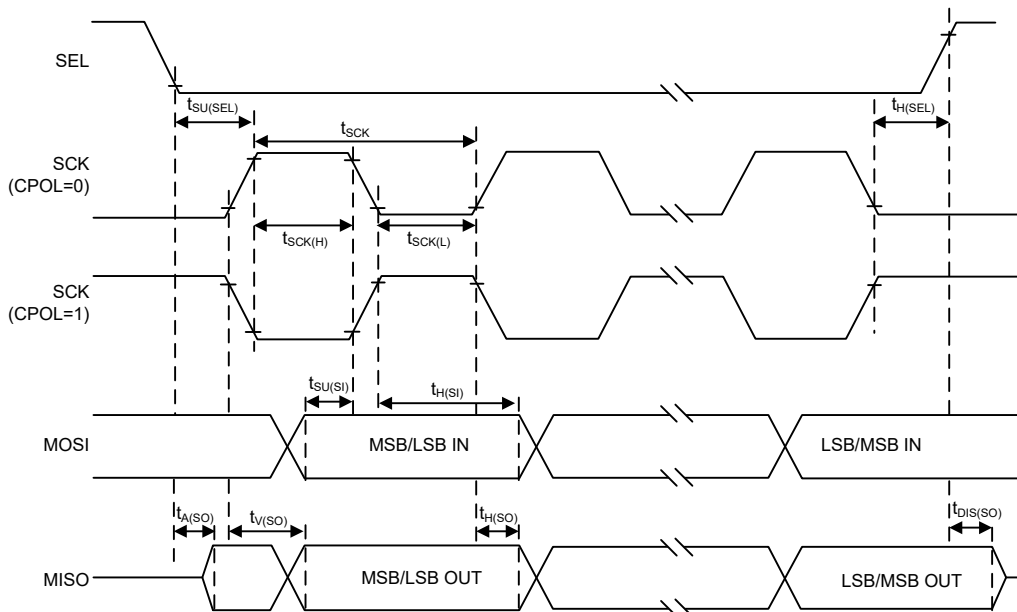 SEL
tSU(SEL)
tH(SEL)
tSCK
SCK
(CPOL=0)
tSCK(H)
tSCK(L)
SCK
(CPOL=1)
tSU(SI)
tH(SI)
MOSI
MSB/LSB IN
LSB/MSB IN
tA(SO)
tV(SO)
tH(SO)
tDIS(SO)
MISO
MSB/LSB OUT
LSB/MSB OUT